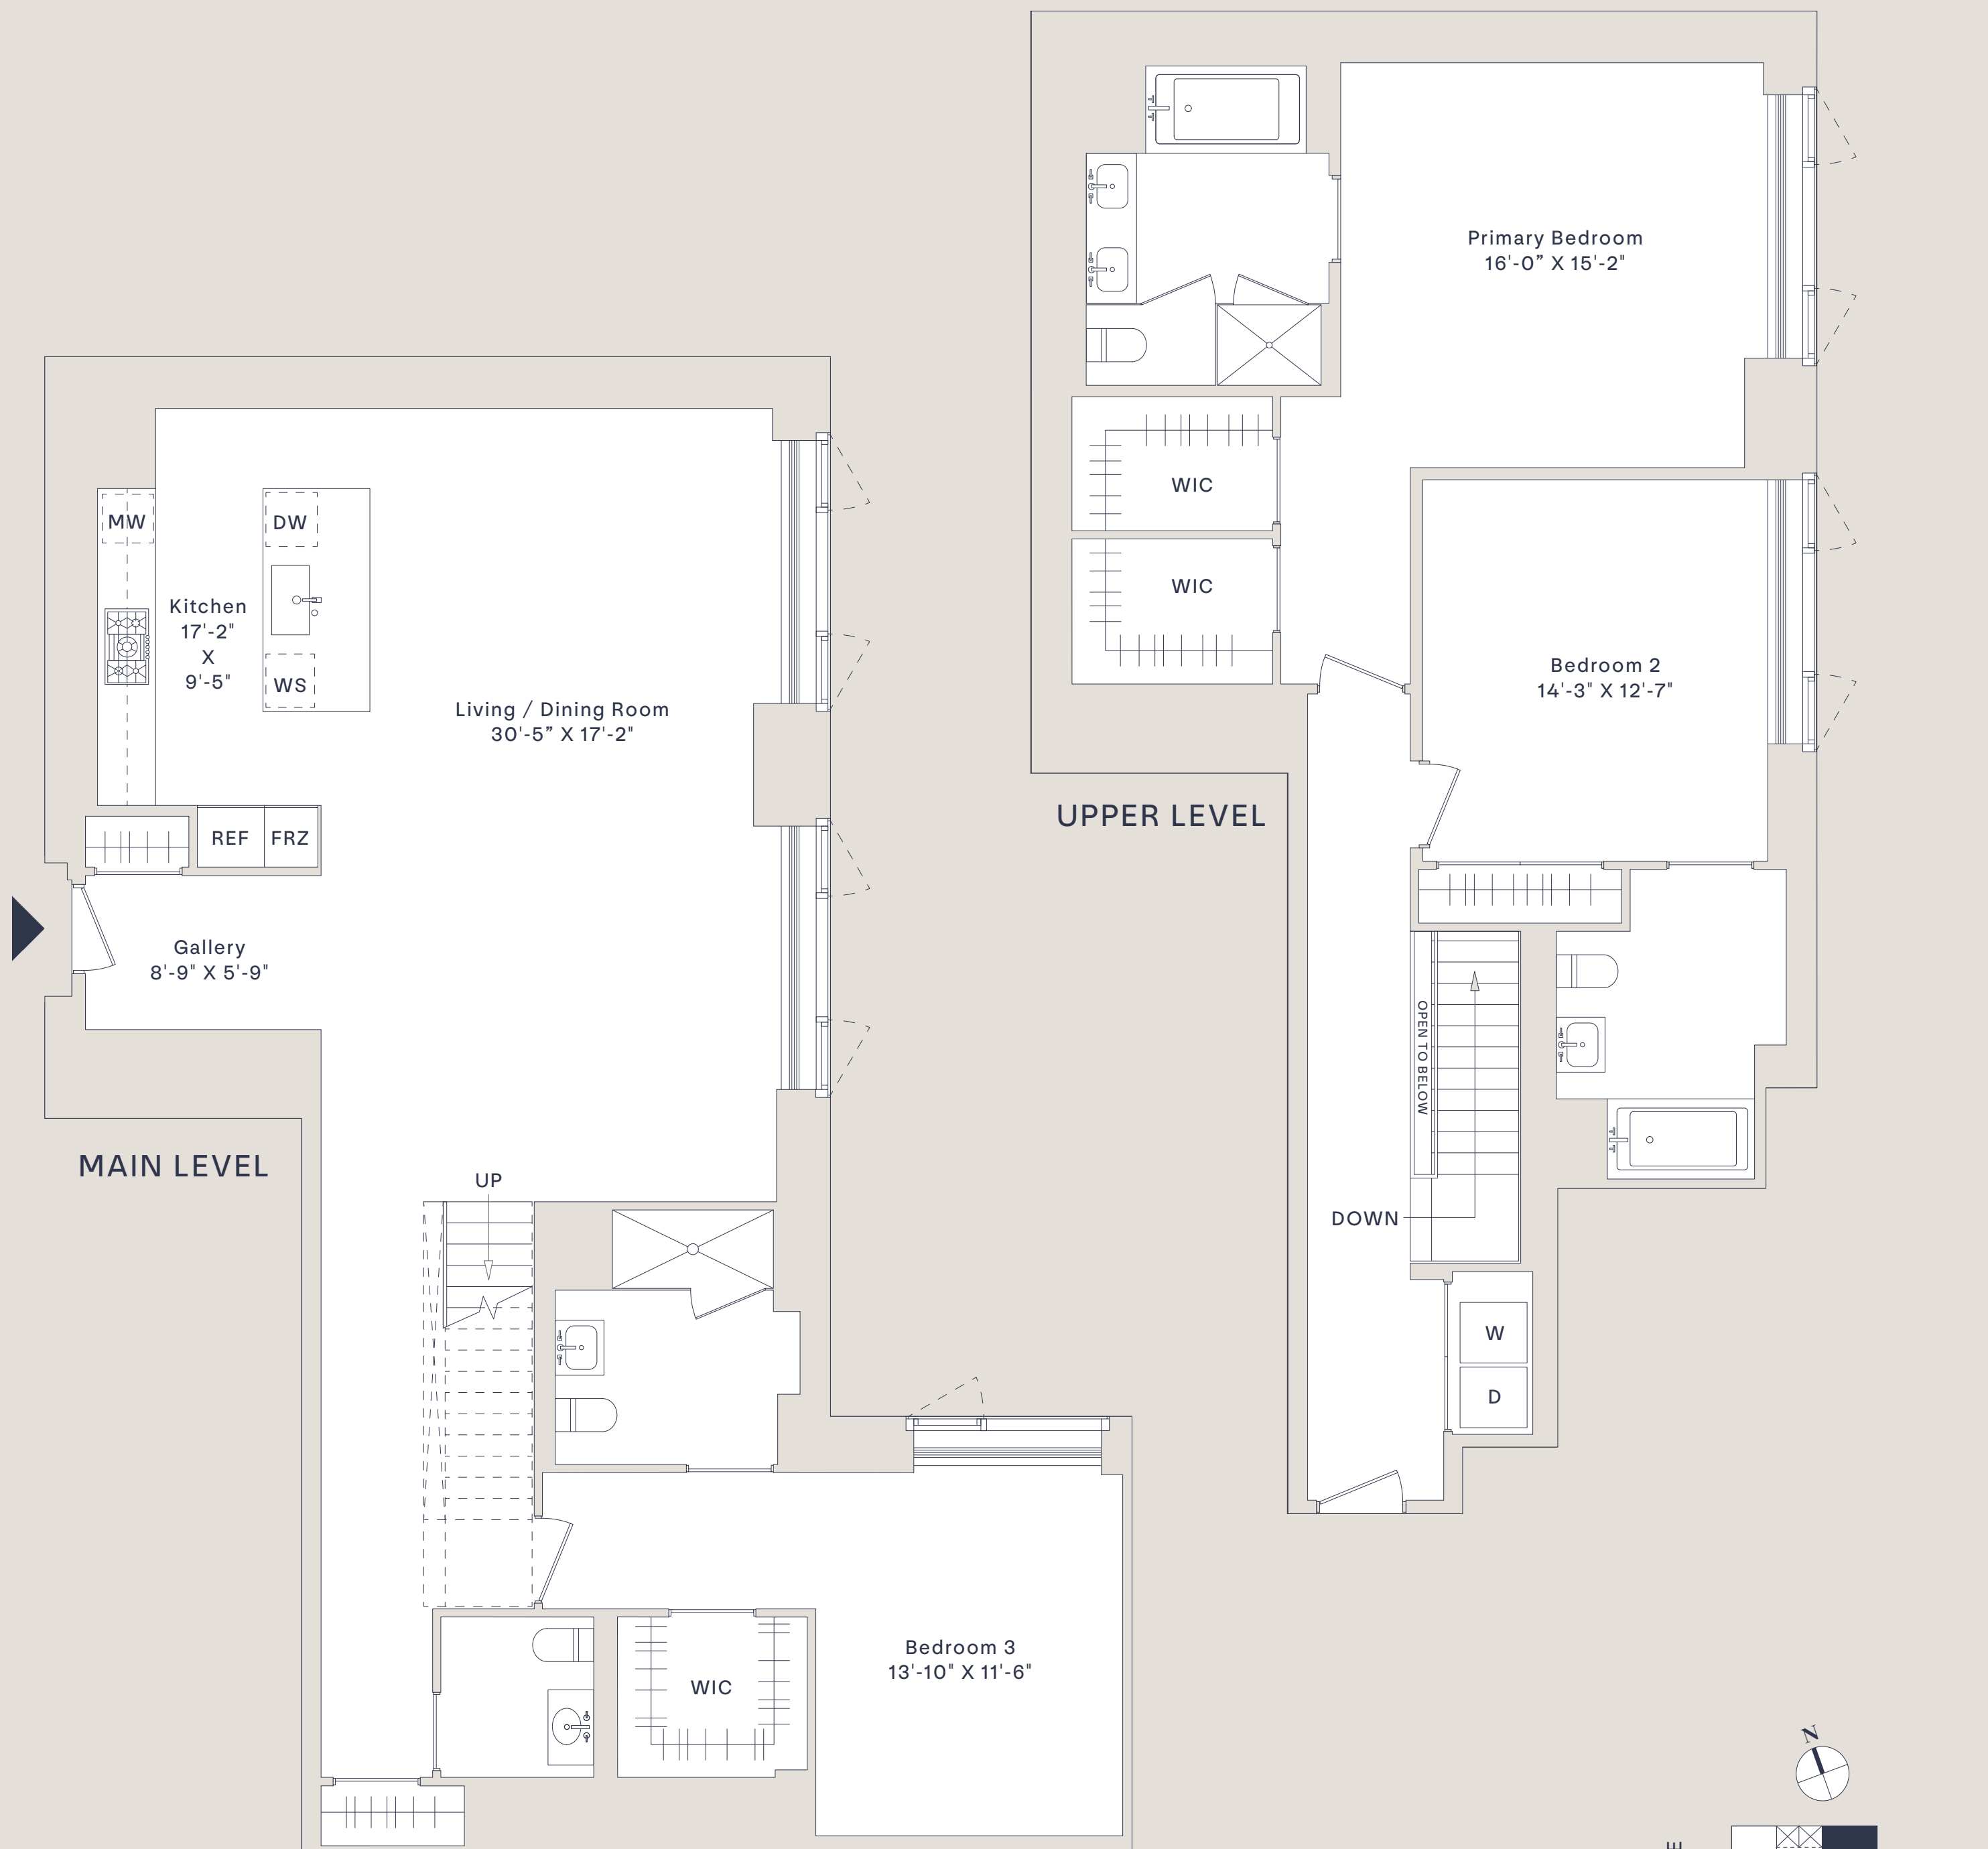 Primary Bedroom
16'-0” X 15'-2"
WIC
WIC
Bedroom 2
14'-3" X 12'-7"
UPPER LEVEL
OPEN TO BELOW
DOWN
W
D
MW
DW
Kitchen
17'-2"
X
9'-5"
WS
Living / Dining Room
30'-5” X 17'-2"
REF
FRZ
Gallery
8'-9" X 5'-9"
MAIN LEVEL
UP
Bedroom 3
13'-10" X 11'-6"
WIC
N
E